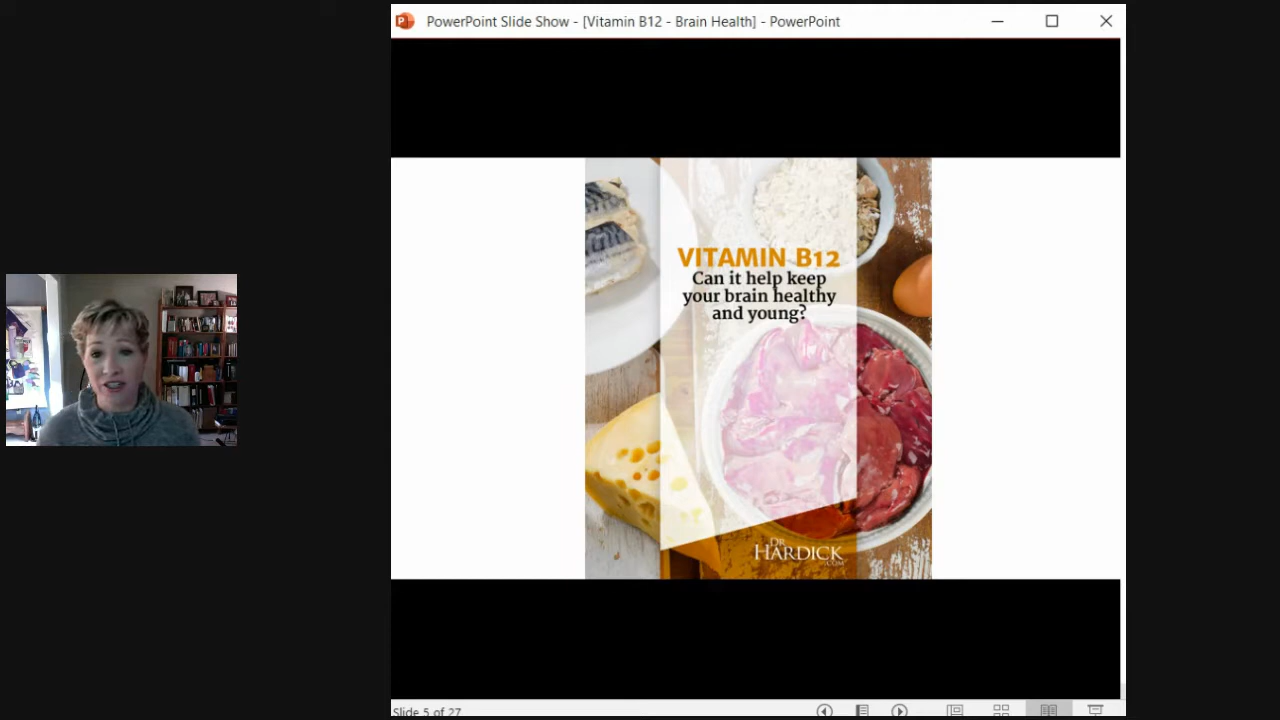 PowerPoint Slide Show - [Vitamin B12 - Brain Health] - PowerPoint
VITAMIN B12
Can it help keep
your brain healthy
and young?
DR
HARDICK
.COM
Slide 5 of 27